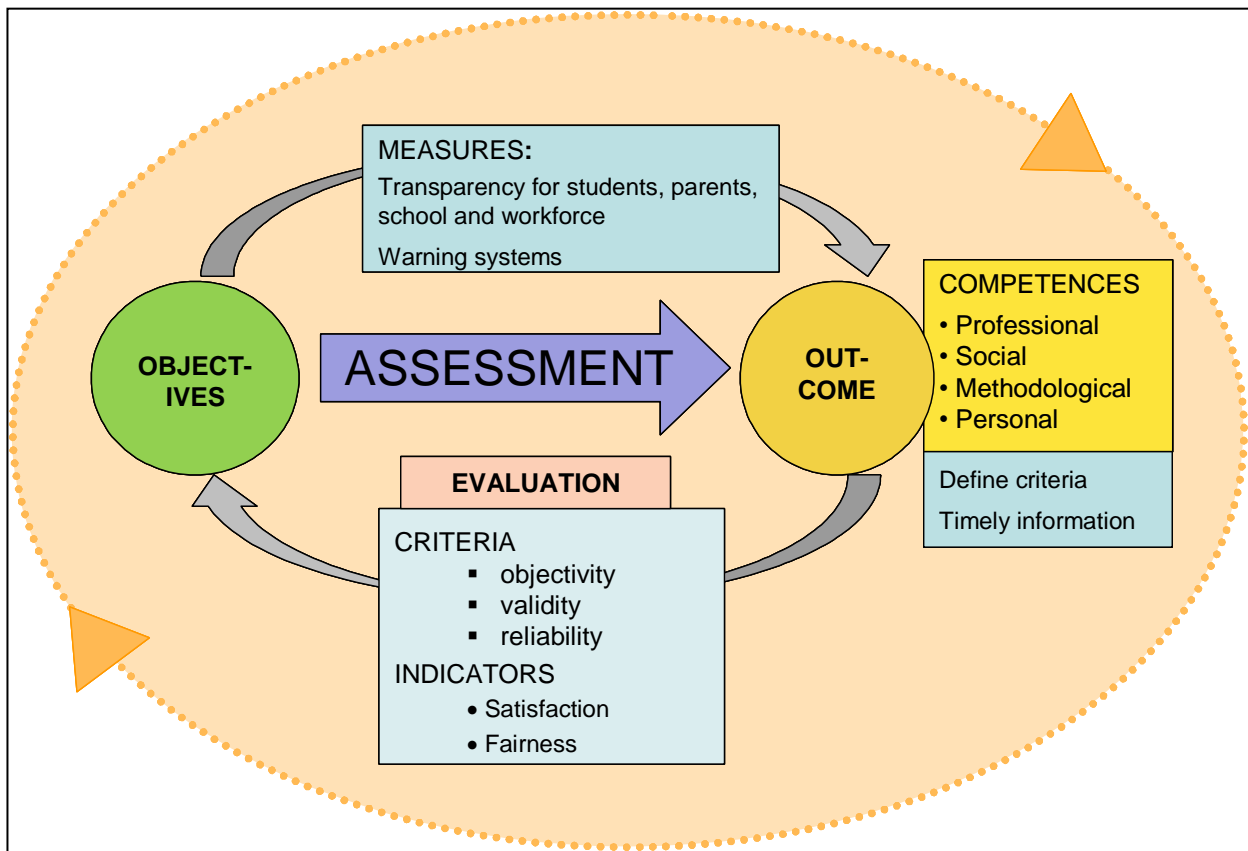 MEASURES:
Transparency for students, parents,
school and workforce
Warning systems
OBJECT-
IVES
ASSESSMENT
OUT-
COME
COMPETENCES
• Professional
• Social
• Methodological
• Personal
Define criteria
Timely information
EVALUATION
CRITERIA
▪ objectivity
▪ validity
▪ reliability
INDICATORS
• Satisfaction
• Fairness